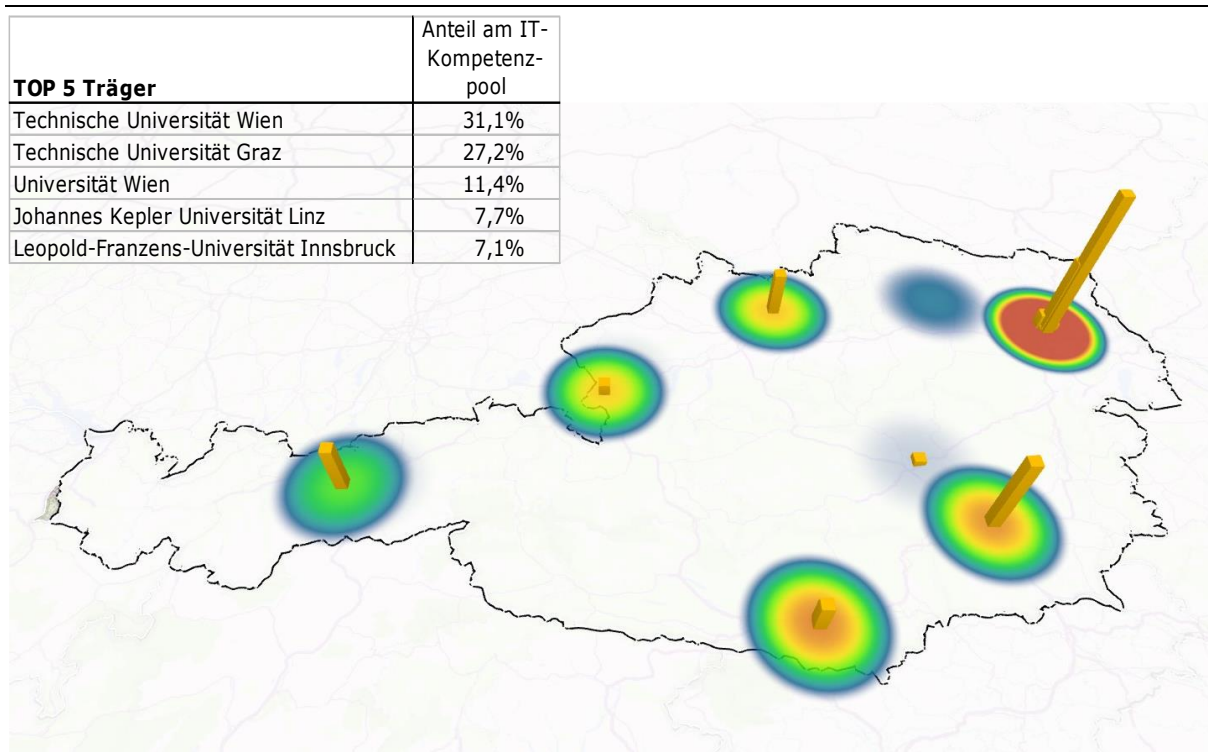 Anteil am IT-
Kompetenz-
TOP 5 Träger pool
Technische Universität Wien 31,1%
Technische Universität Graz 27,2%
Universität Wien 11,4%
Johannes Kepler Universität Linz 7,7%
Leopold-Franzens-Universität Innsbruck 7,1%